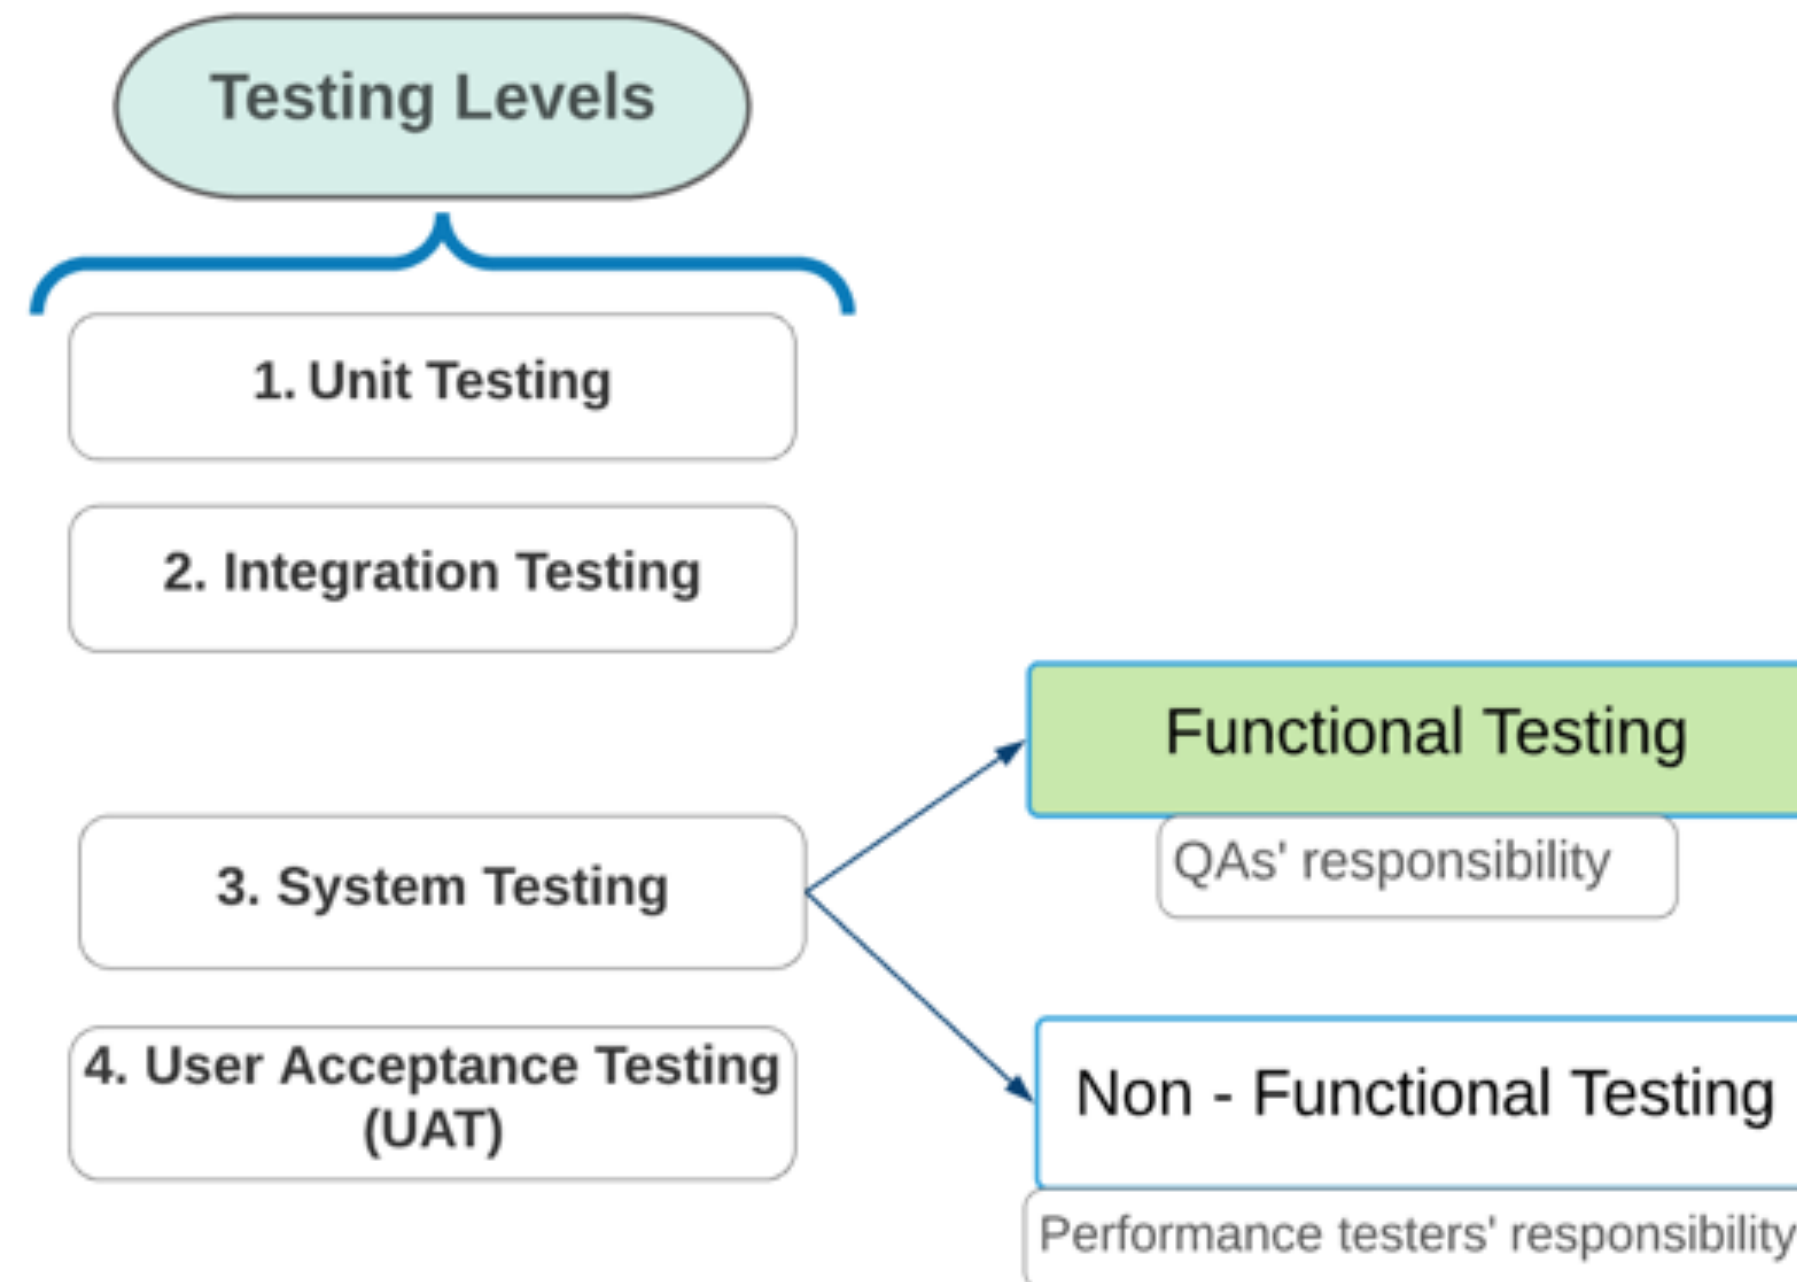 Testing Levels
1. Unit Testing
2. Integration Testing
3. System Testing
4. User Acceptance Testing
(UAT)
Functional Testing
QAs' responsibility
Non - Functional Testing
Performance testers' responsibility